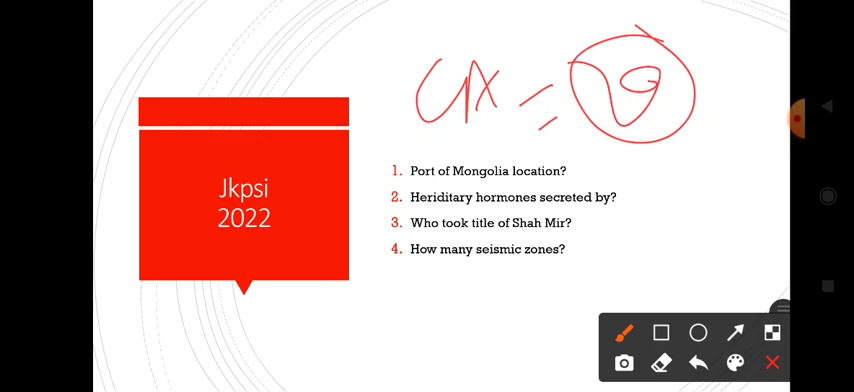 Jkpsi
2022
1. Port of Mongolia location?
2. Heriditary hormones secreted by?
3. Who took title of Shah Mir?
4. How many seismic zones?